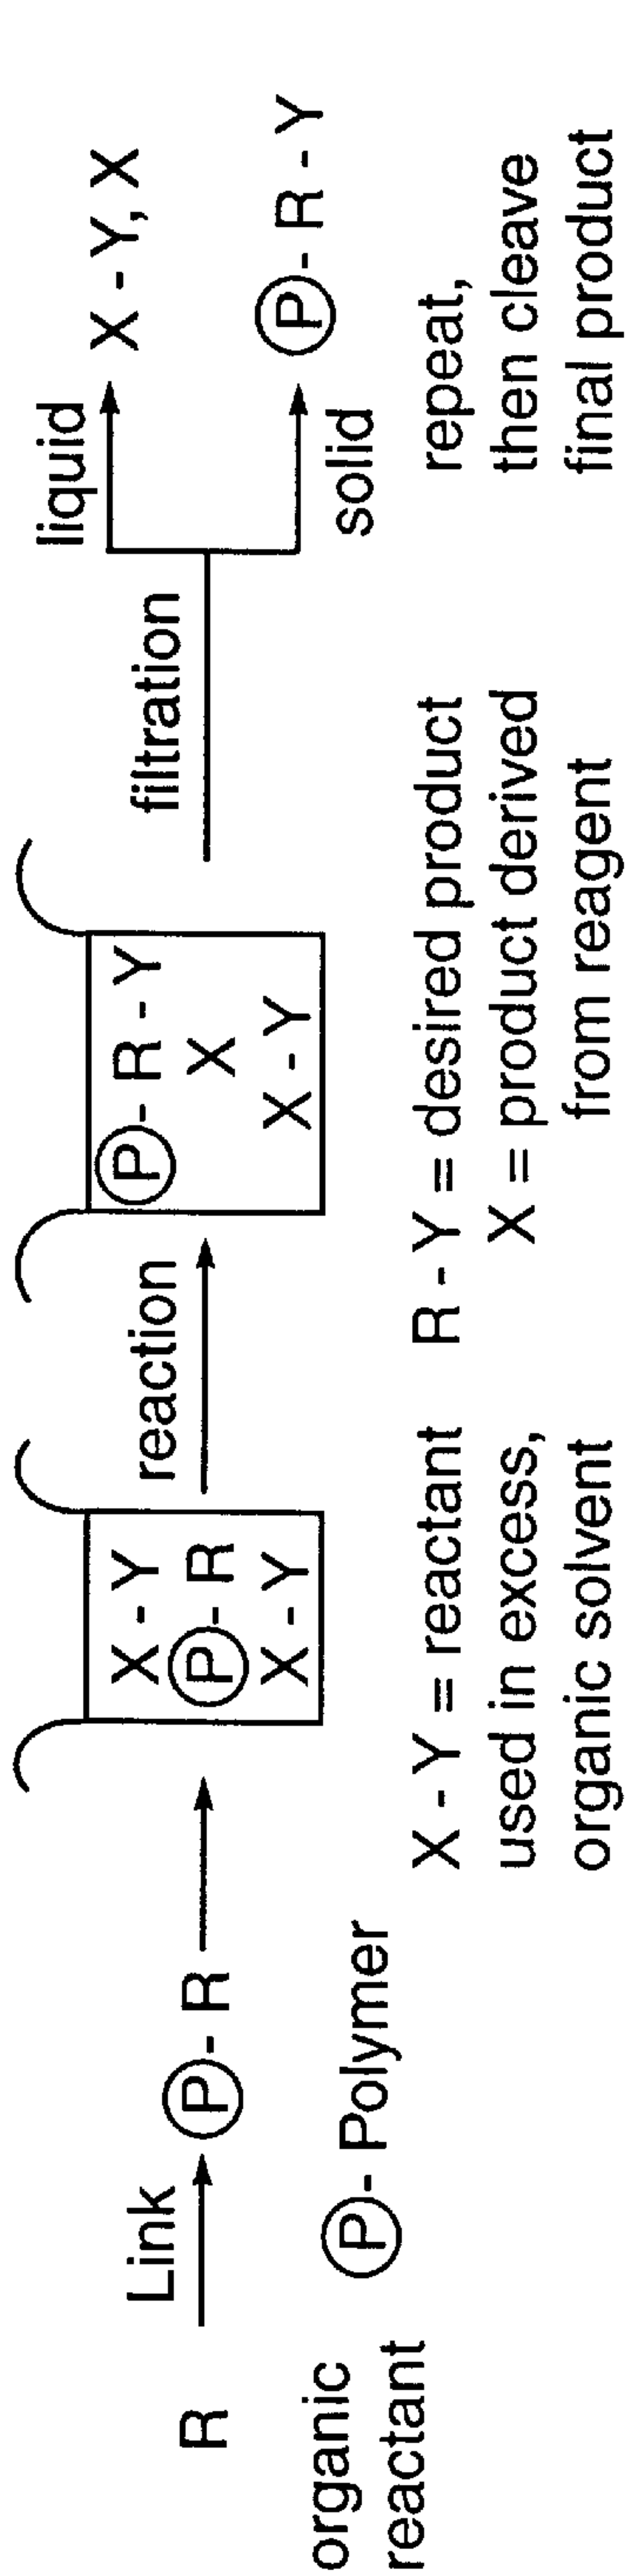 R
organic
reactant
Link
Ⓟ- R
Ⓟ- Polymer
X - Y
Ⓟ- R
X - Y
X - Y = reactant
used in excess,
organic solvent
reaction
Ⓟ- R - Y
X
X - Y
R - Y = desired product
X = product derived
from reagent
filtration
liquid
X - Y, X
solid
Ⓟ- R - Y
repeat,
then cleave
final product